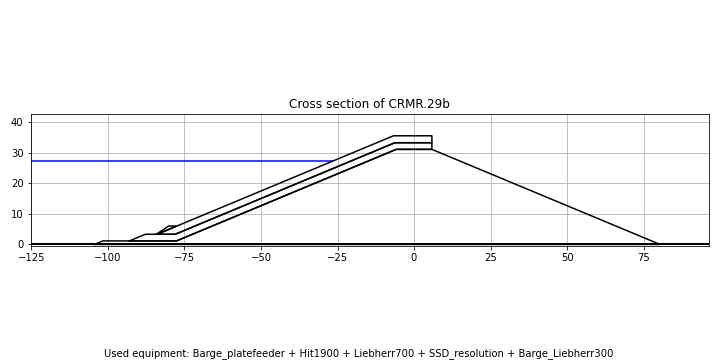 Cross section of CRMR.29b
40
30
20
10
0
−125 −100 −75 −50 −25 0 25 50 75
Used equipment: Barge_platefeeder + Hit1900 + Liebherr700 + SSD_resolution + Barge_Liebherr300